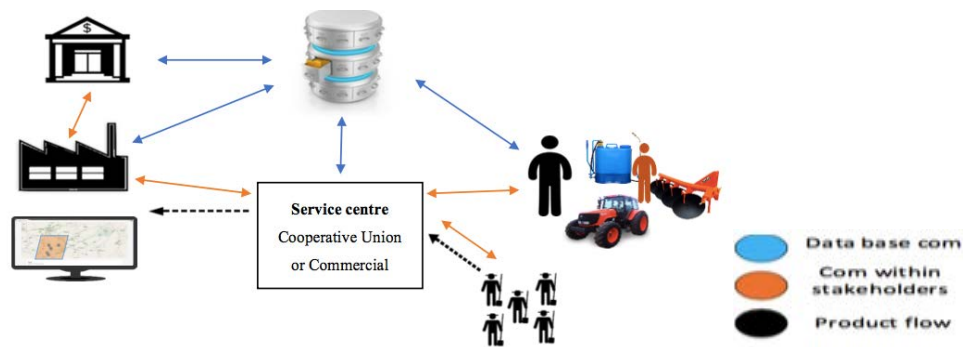 $
Service centre
Cooperative Union
or Commercial
Data base com
Com within
stakeholders
Product flow